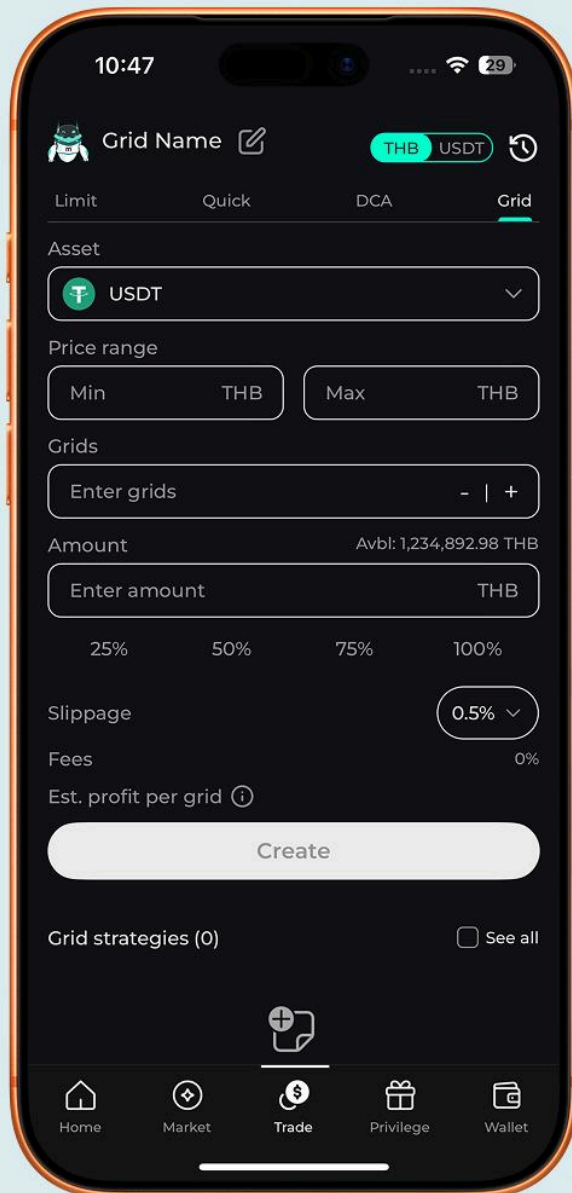 10:47
29
Grid Name
THB USDT
Limit Quick DCA Grid
Asset
USDT
Price range
Min THB Max THB
Grids
Enter grids - | +
Amount Avbl: 1,234,892.98 THB
Enter amount THB
25% 50% 75% 100%
Slippage 0.5%
Fees 0%
Est. profit per grid
Create
Grid strategies (0) See all
Home Market Trade Privilege Wallet